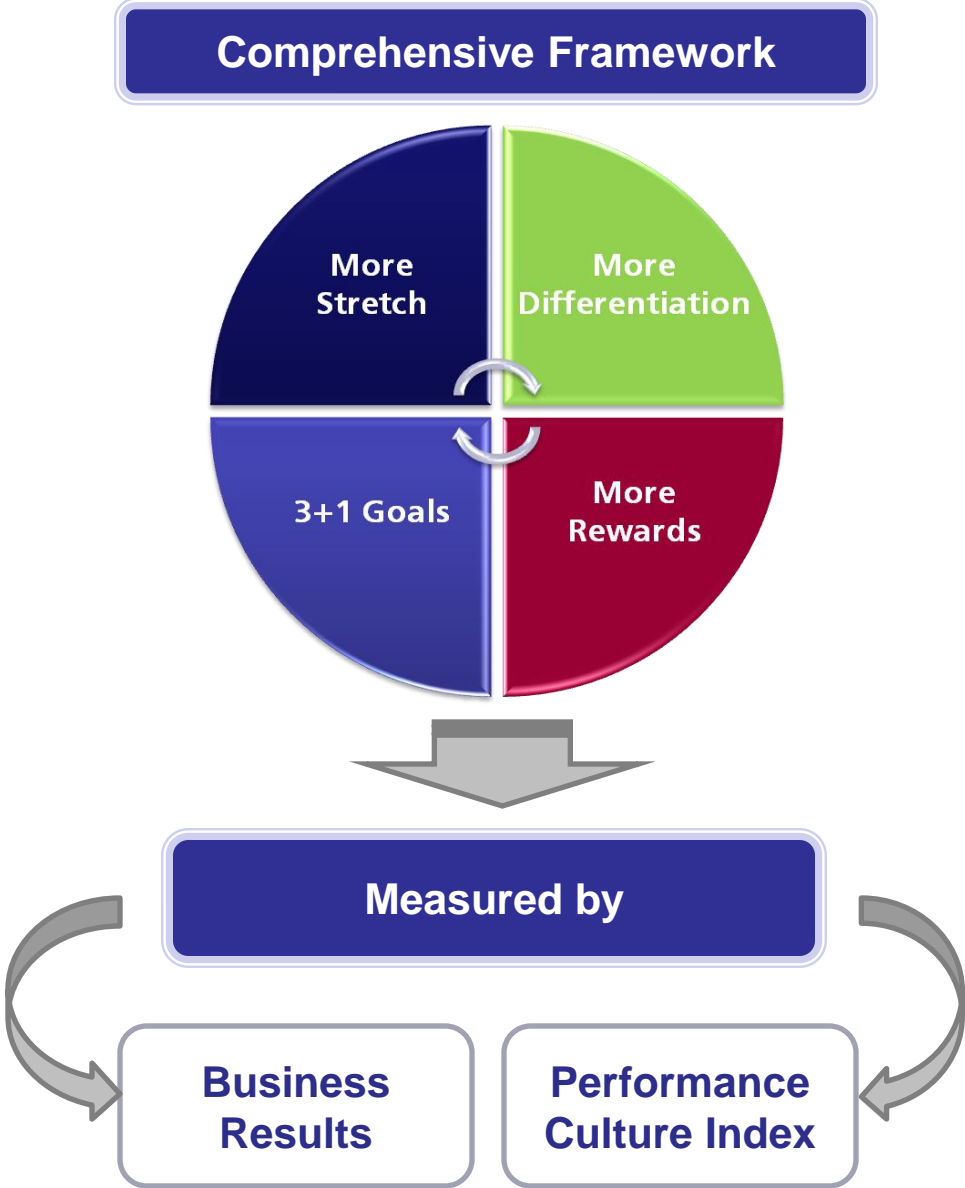 Comprehensive Framework
More
Stretch
More
Differentiation
3+1 Goals
More
Rewards
Measured by
Business
Results
Performance
Culture Index